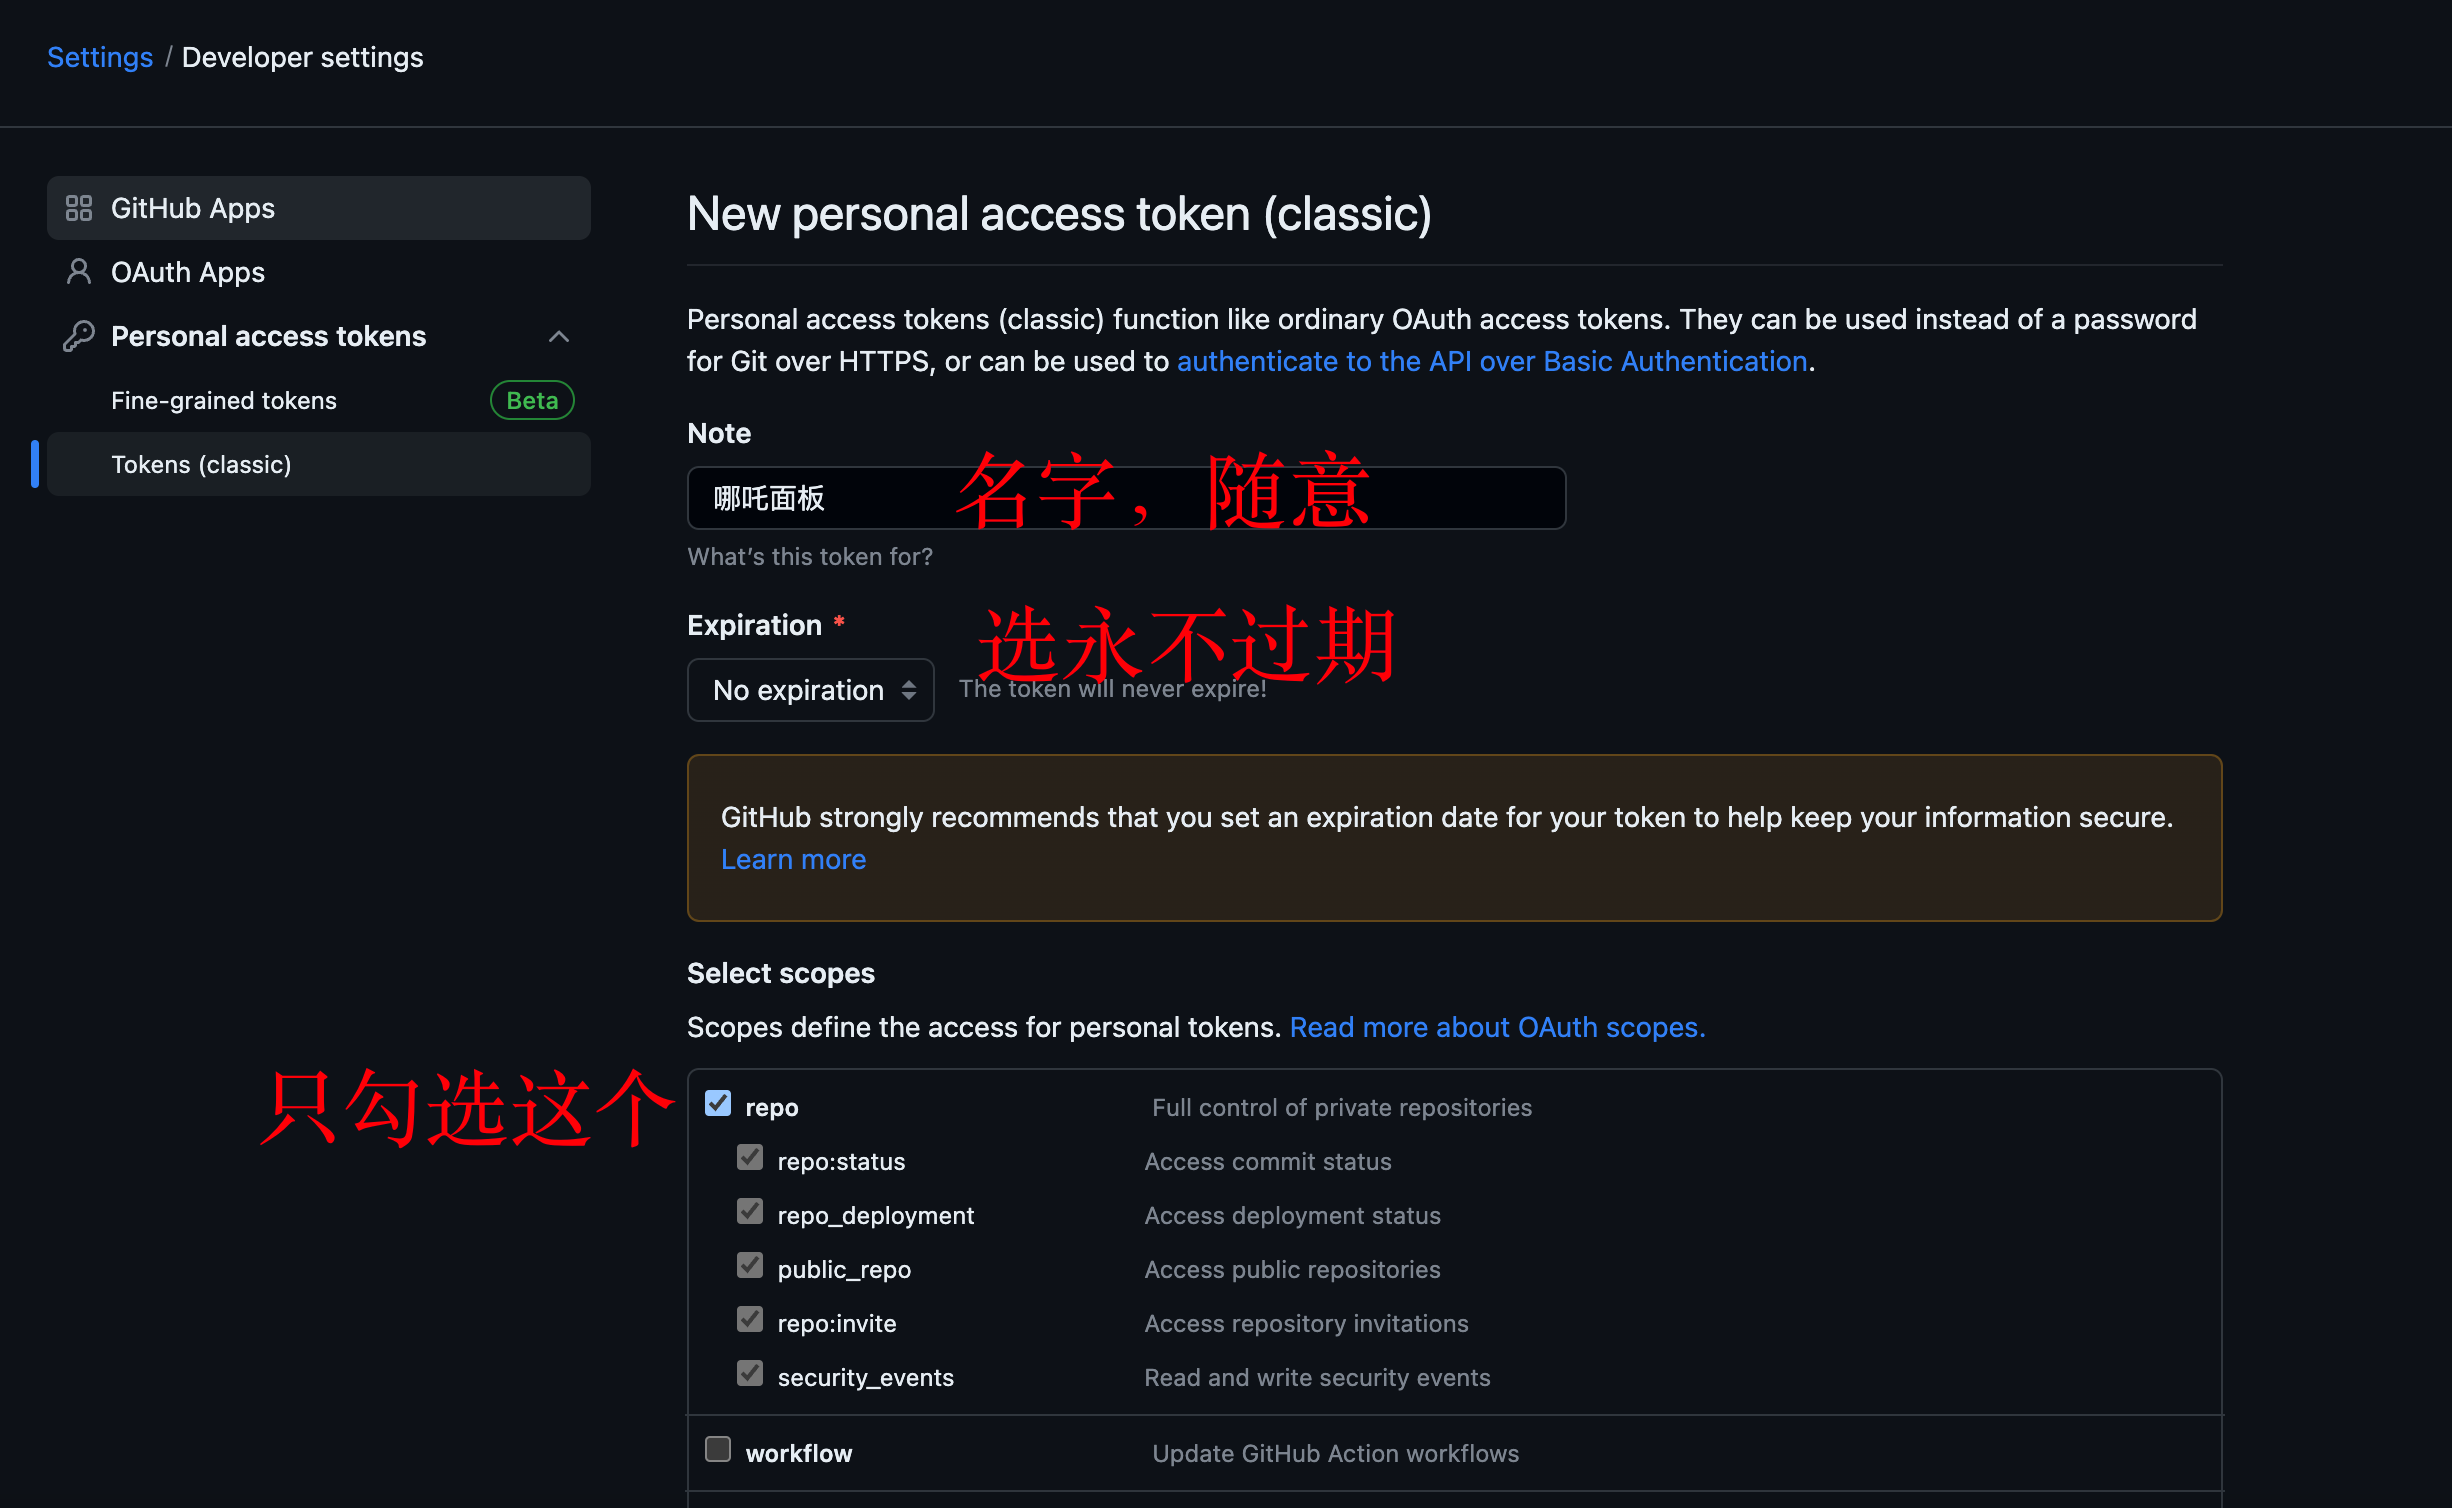 Settings / Developer settings
GitHub Apps
OAuth Apps
Personal access tokens
Fine-grained tokens Beta
Tokens (classic)
New personal access token (classic)
Personal access tokens (classic) function like ordinary OAuth access tokens. They can be used instead of a password
for Git over HTTPS, or can be used to authenticate to the API over Basic Authentication.
Note
哪吒面板 名字，随意
What's this token for?
Expiration * 选永不过期
No expiration The token will never expire!
GitHub strongly recommends that you set an expiration date for your token to help keep your information secure.
Learn more
Select scopes
Scopes define the access for personal tokens. Read more about OAuth scopes.
只勾选这个 repo Full control of private repositories
repo:status Access commit status
repo_deployment Access deployment status
public_repo Access public repositories
repo:invite Access repository invitations
security_events Read and write security events
workflow Update GitHub Action workflows